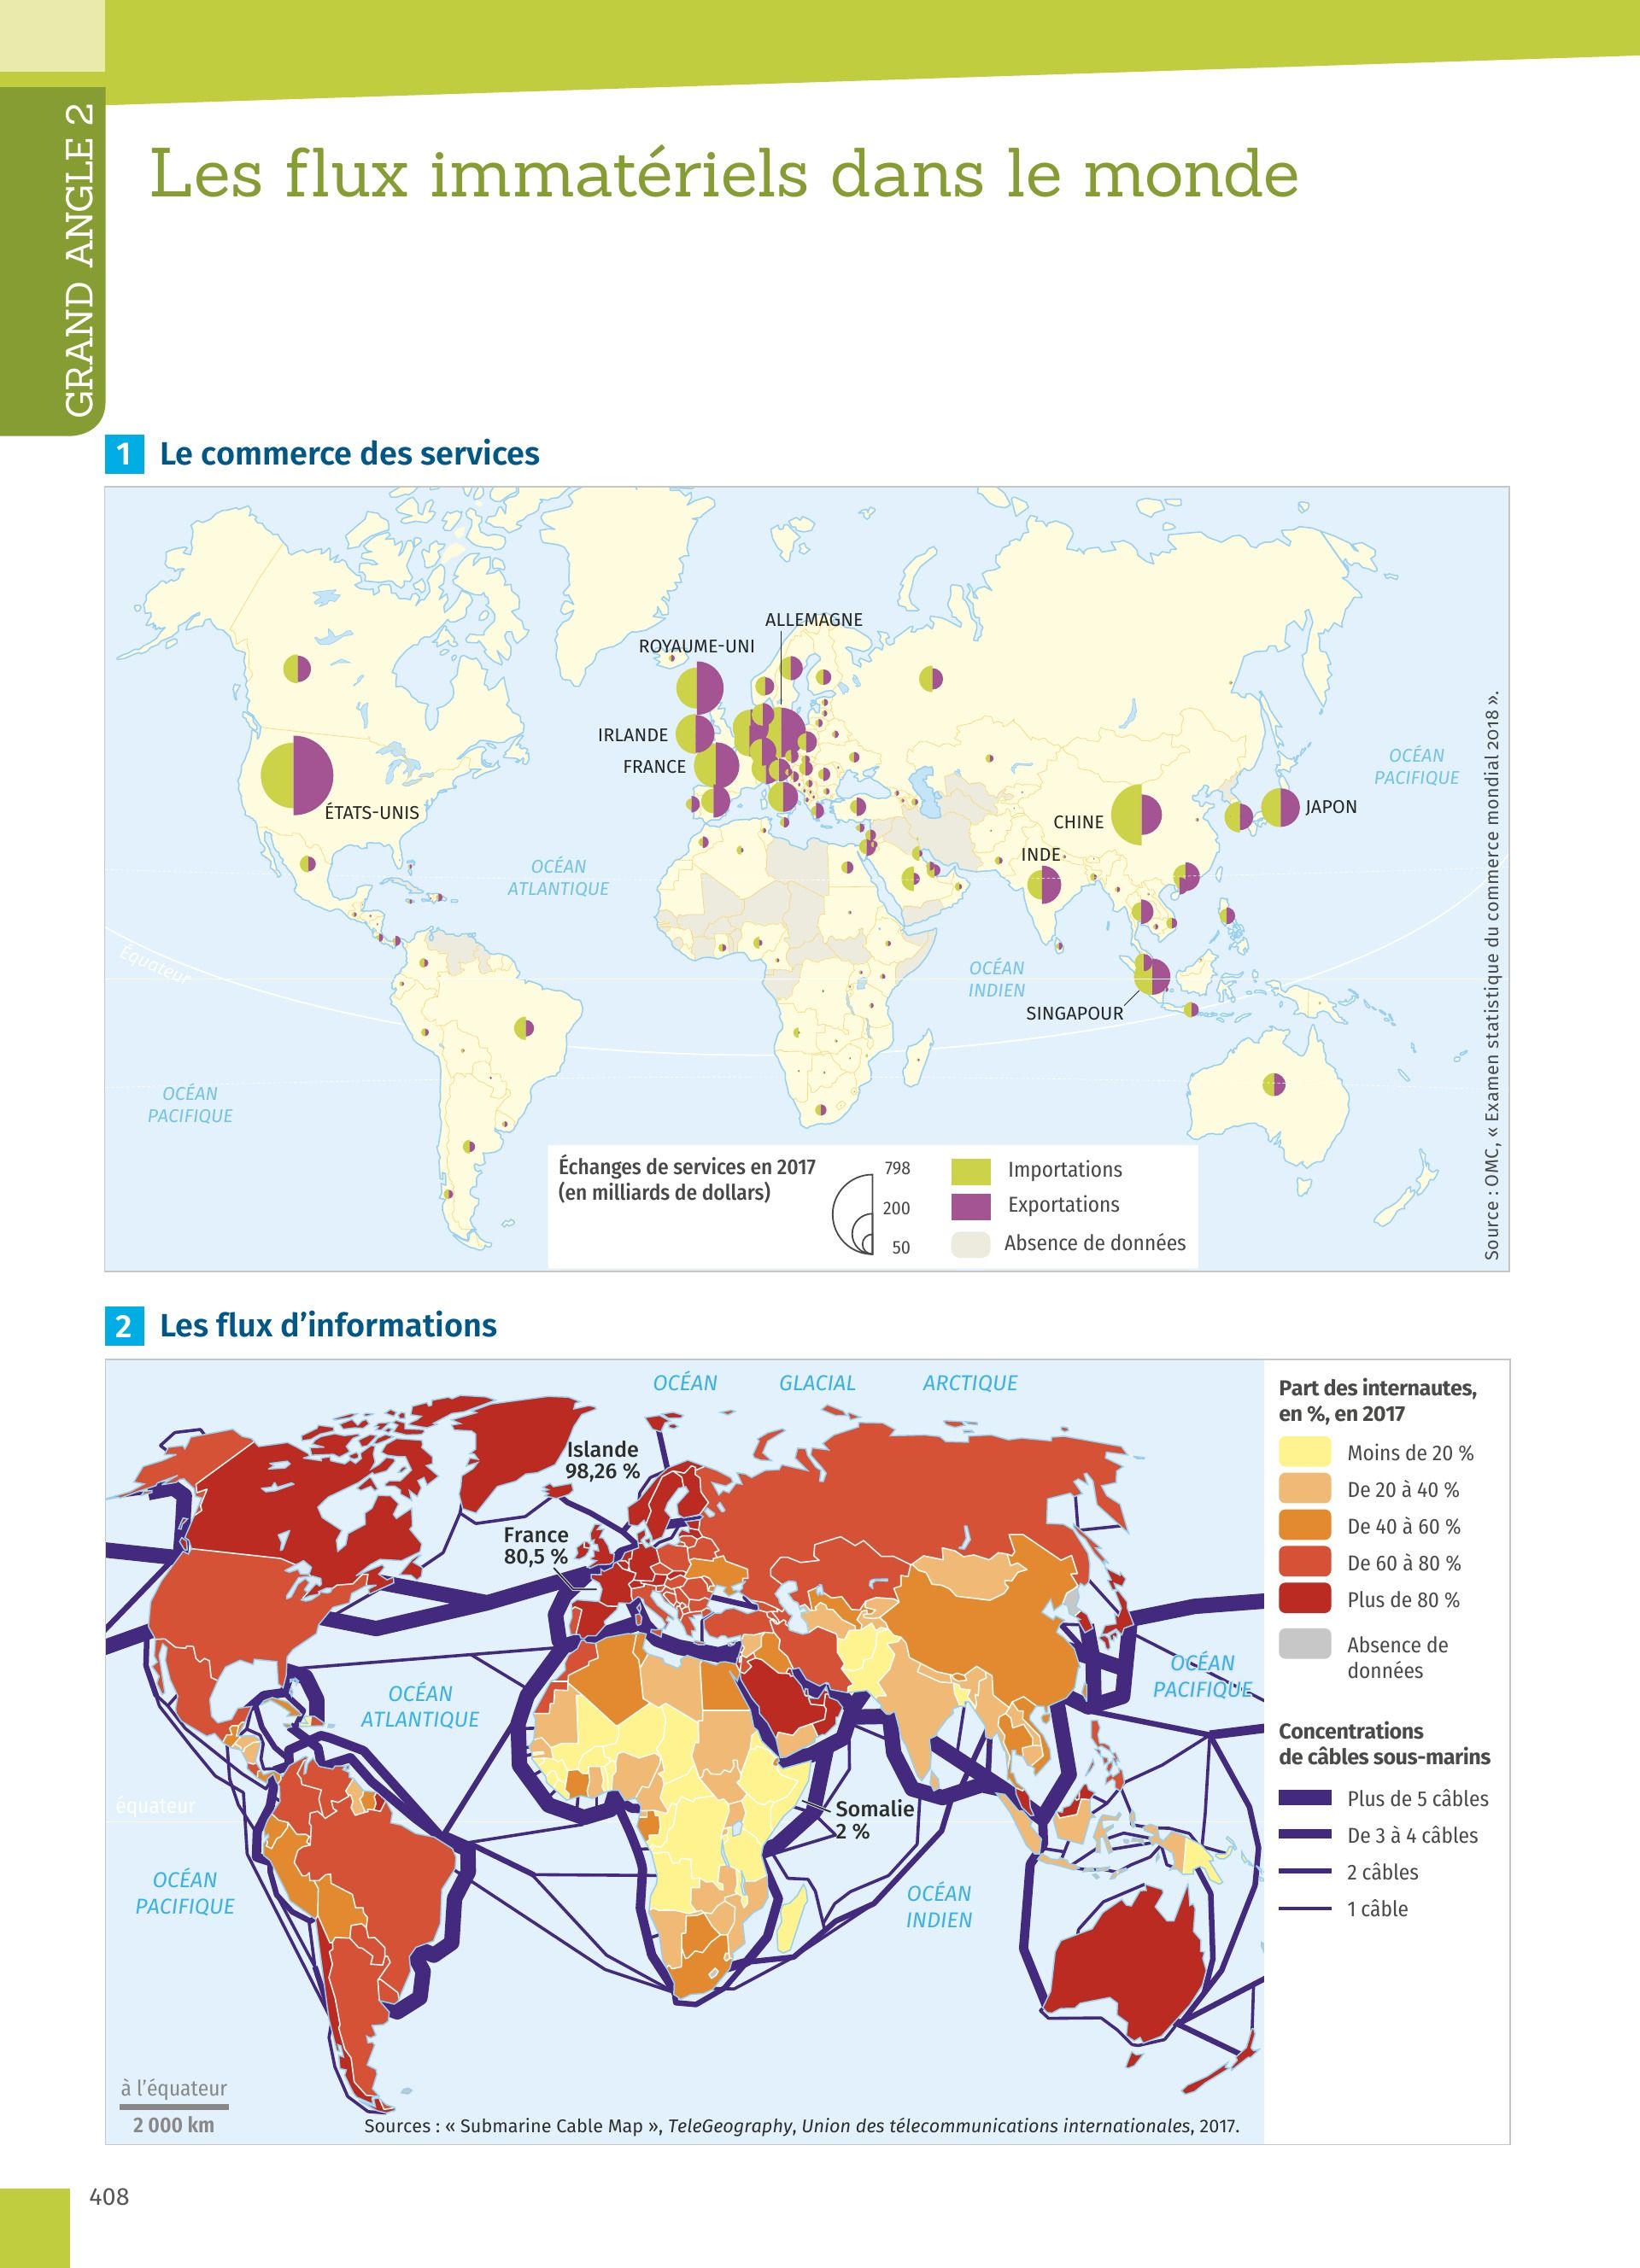 GRAND ANGLE 2
Les flux immatériels dans le monde
1 Le commerce des services
ALLEMAGNE
ROYAUME-UNI
IRLANDE
FRANCE
ÉTATS-UNIS
CHINE
JAPON
INDE
SINGAPOUR
OCÉAN
PACIFIQUE
OCÉAN
ATLANTIQUE
OCÉAN
INDIEN
Équateur
OCÉAN
PACIFIQUE
Échanges de services en 2017
(en milliards de dollars)
798
200
50
Importations
Exportations
Absence de données
Source : OMC, « Examen statistique du commerce mondial 2018 ».
2 Les flux d’informations
OCÉAN GLACIAL ARCTIQUE
Islande
98,26 %
France
80,5 %
OCÉAN
ATLANTIQUE
OCÉAN
PACIFIQUE
équateur
Somalie
2 %
OCÉAN
PACIFIQUE
OCÉAN
INDIEN
à l’équateur
2 000 km
Sources : « Submarine Cable Map », TeleGeography, Union des télecommunications internationales, 2017.
Part des internautes,
en %, en 2017
Moins de 20 %
De 20 à 40 %
De 40 à 60 %
De 60 à 80 %
Plus de 80 %
Absence de
données
Concentrations
de câbles sous-marins
Plus de 5 câbles
De 3 à 4 câbles
2 câbles
1 câble
408